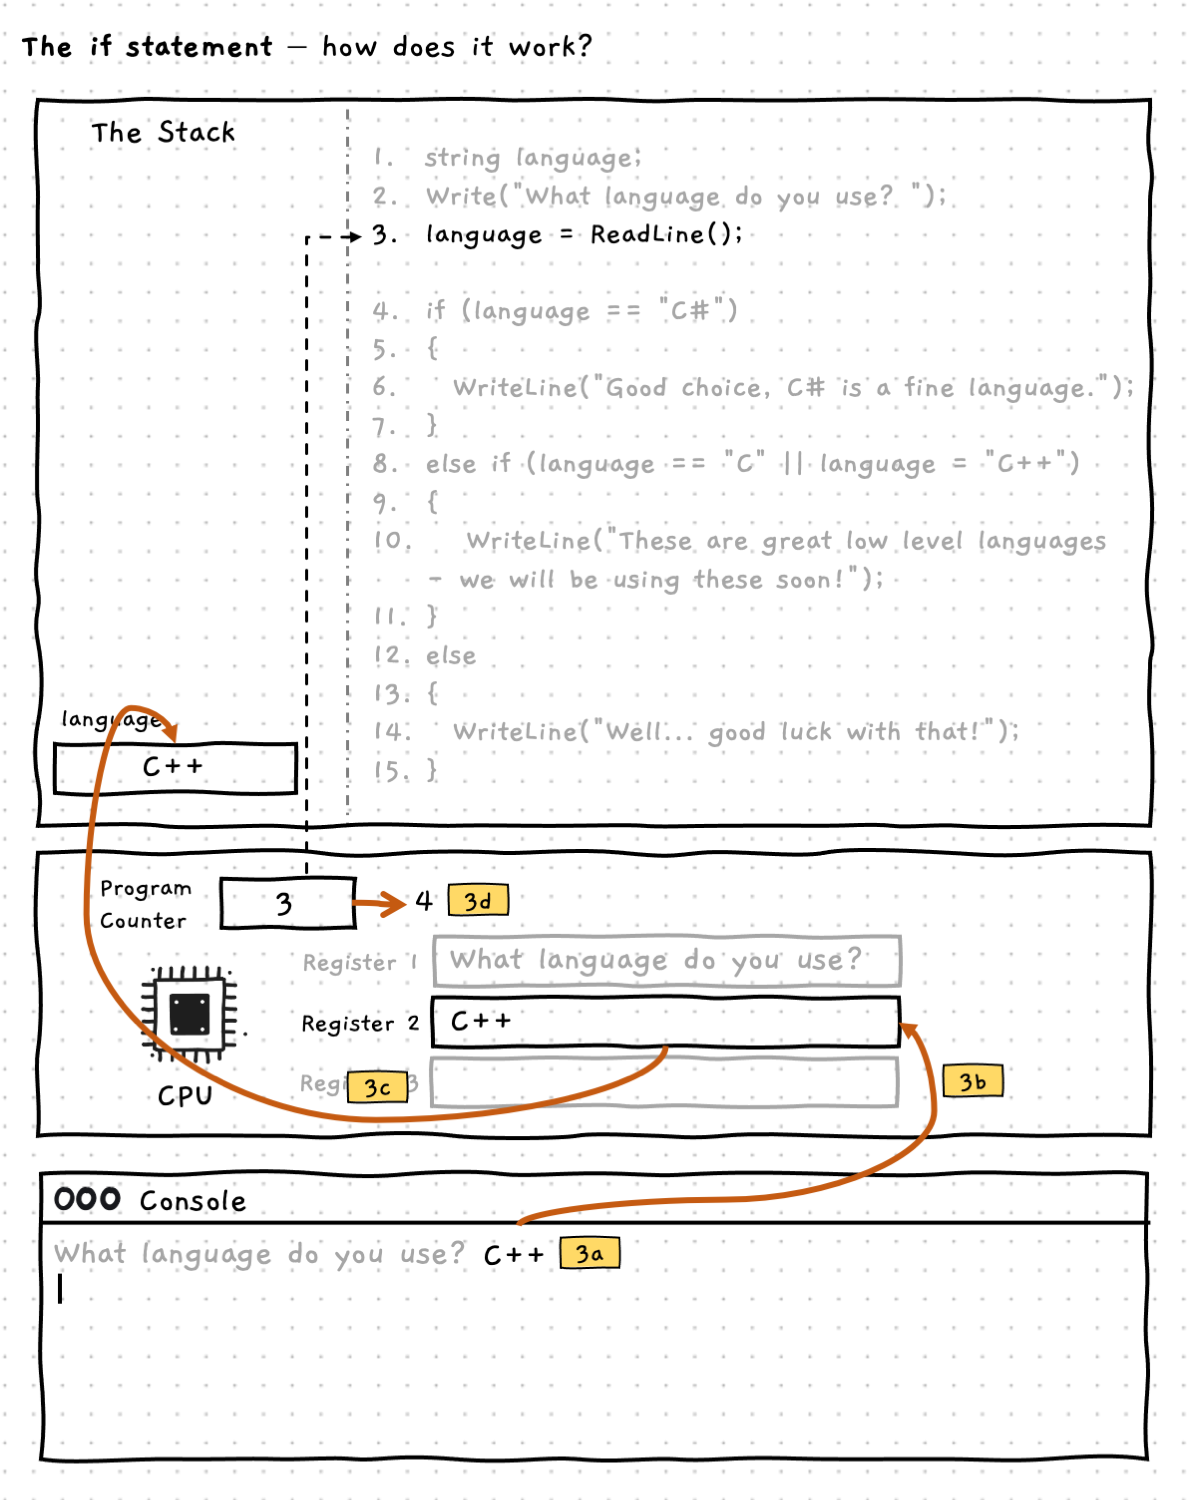 The if statement – how does it work?
The Stack
1. string language;
2. Write("What language do you use? ");
3. language = ReadLine();
4. if (language == "C#")
5. {
6. WriteLine("Good choice, C# is a fine language.");
7. }
8. else if (language == "C" || language = "C++")
9. {
10. WriteLine("These are great low level languages
- we will be using these soon!");
11. }
12. else
13. {
14. WriteLine("Well... good luck with that!");
15. }
language
C++
Program
Counter
3
4
3d
Register 1
What language do you use?
Register 2
C++
3b
Regi 3
3c
CPU
Console
What language do you use? C++
3a